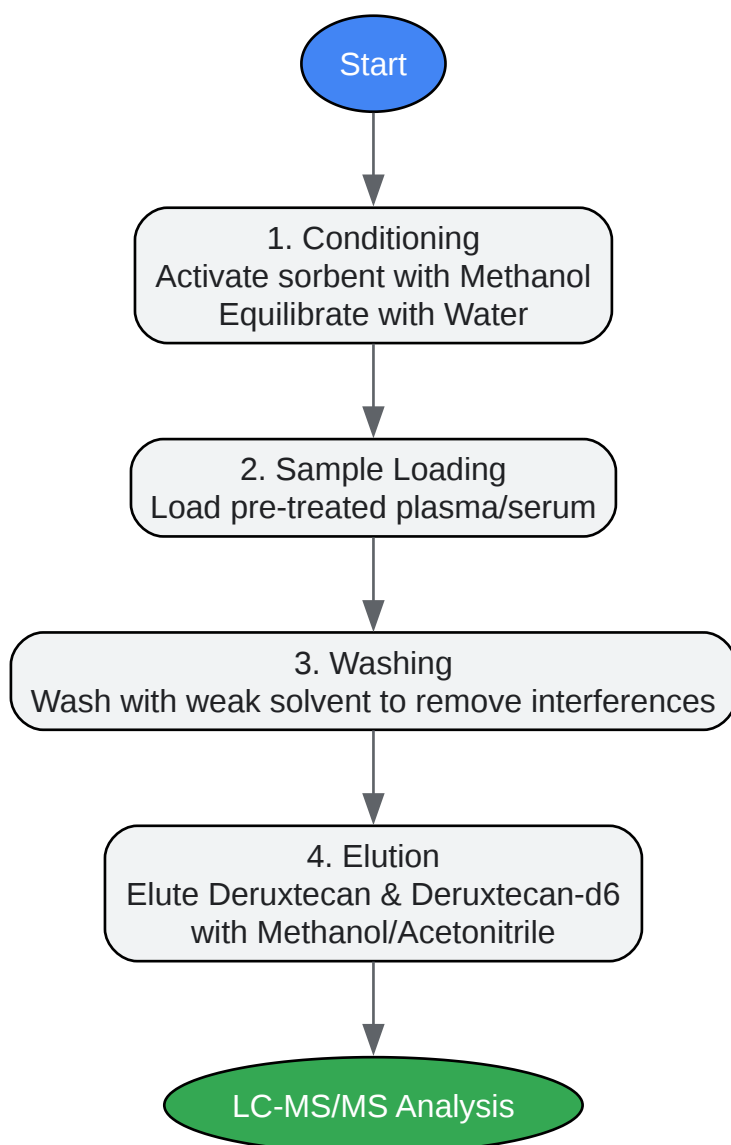 Start
1. Conditioning
Activate sorbent with Methanol
Equilibrate with Water
2. Sample Loading
Load pre-treated plasma/serum
3. Washing
Wash with weak solvent to remove interferences
4. Elution
Elute Deruxtecan & Deruxtecan-d6
with Methanol/Acetonitrile
LC-MS/MS Analysis